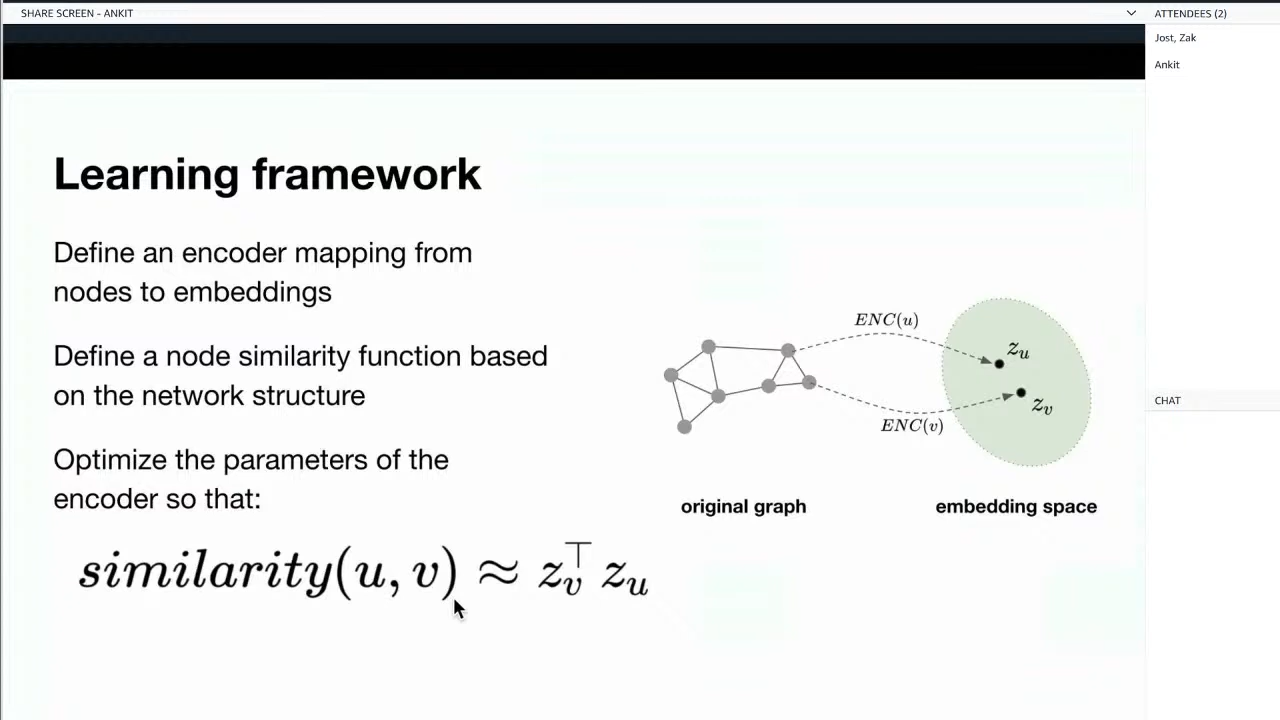 SHARE SCREEN - ANKIT
ATTENDEES (2)
Jost, Zak
Ankit
Learning framework
Define an encoder mapping from
nodes to embeddings
Define a node similarity function based
on the network structure
Optimize the parameters of the
encoder so that:
similarity(u, v) ≈ z_v^⊤ z_u
ENC(u)
z_u
z_v
ENC(v)
original graph
embedding space
CHAT